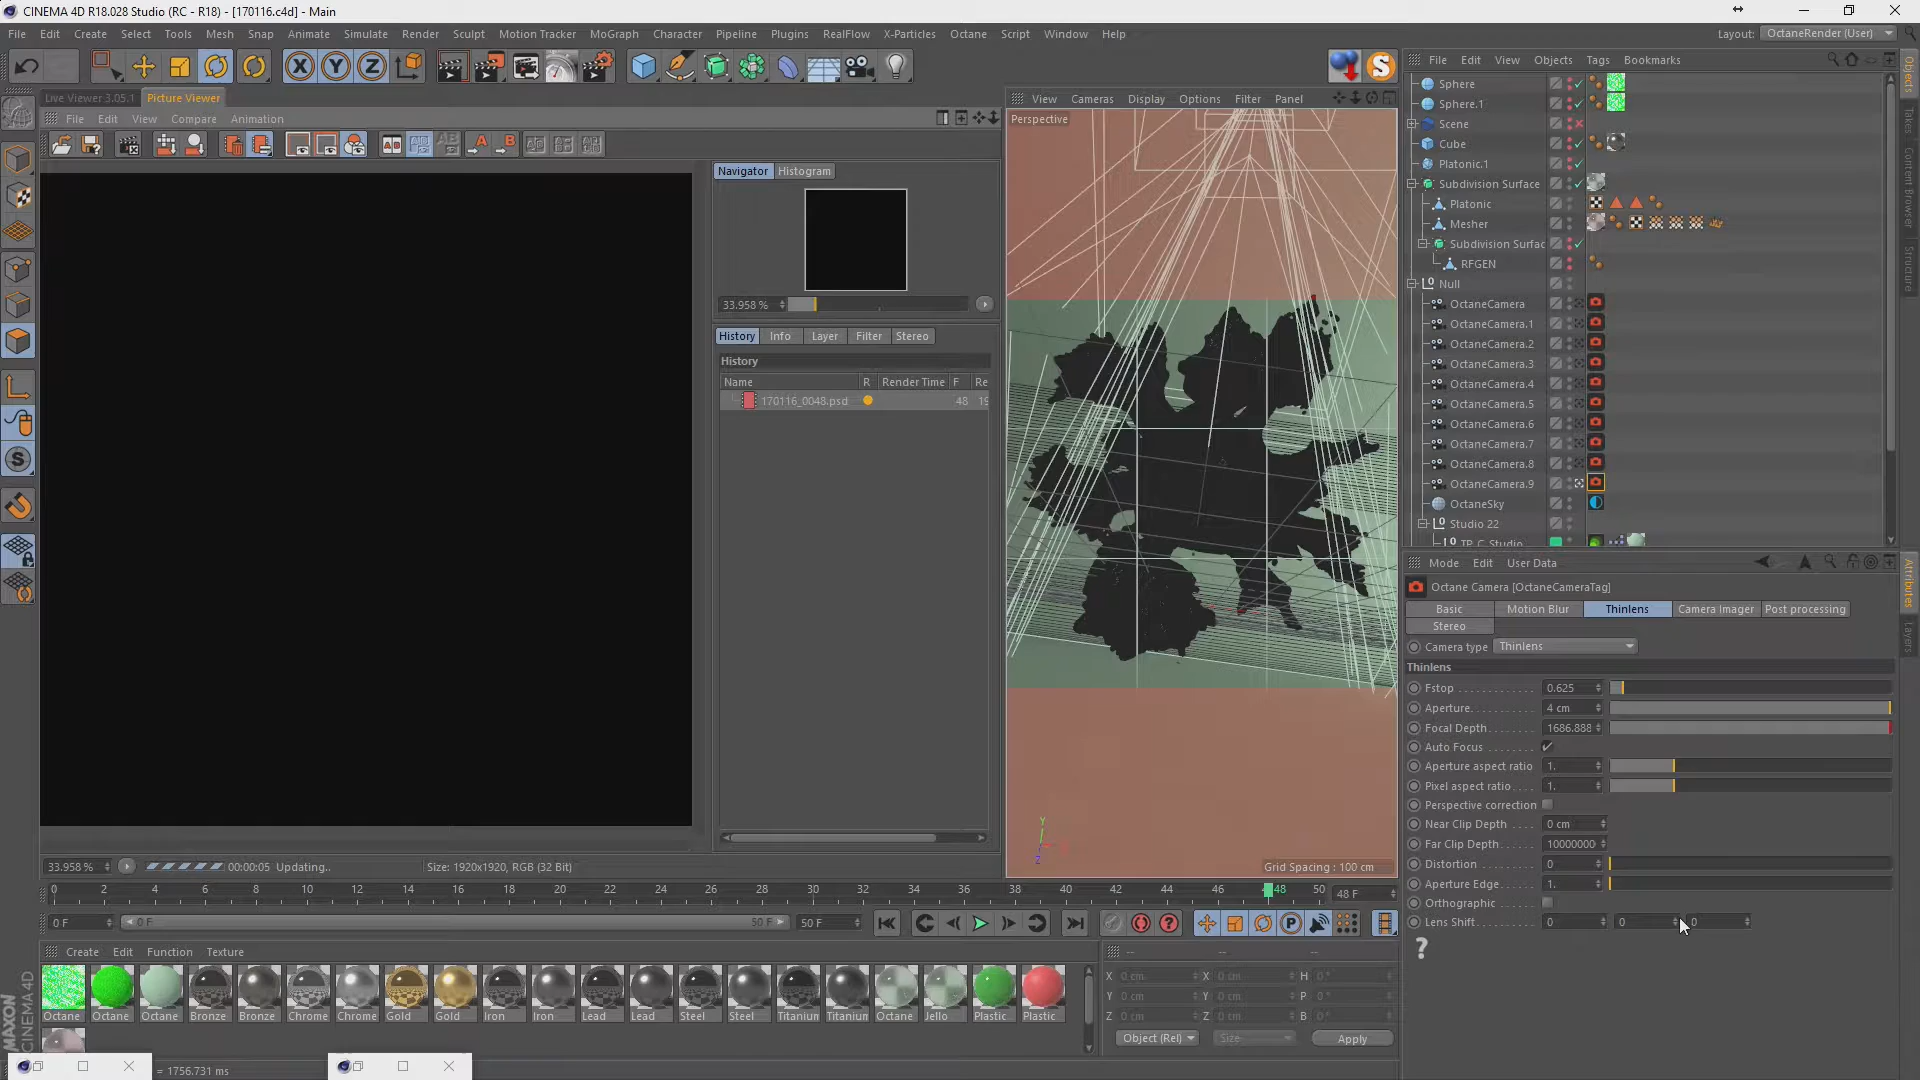 CINEMA 4D R18.028 Studio (RC - R18) - [170116.c4d] - Main
File Edit Create Select Tools Mesh Snap Animate Simulate Render Sculpt Motion Tracker MoGraph Character Pipeline Plugins RealFlow X-Particles Octane Script Window Help Layout: OctaneRender (User)
File Edit View Objects Tags Bookmarks
Live Viewer 3.05.1 Picture Viewer
View Cameras Display Options Filter Panel
File Edit View Compare Animation
Perspective
Navigator Histogram
33.958 %
History Info Layer Filter Stereo
History
Name R Render Time F Re
170116_0048.psd 48 19
Grid Spacing : 100 cm
33.958 % 00:00:05 Updating.. Size: 1920x1920, RGB (32 Bit)
Sphere
Sphere.1
Scene
Cube
Platonic.1
Subdivision Surface
Platonic
Mesher
Subdivision Surfac
RFGEN
Null
OctaneCamera
OctaneCamera.1
OctaneCamera.2
OctaneCamera.3
OctaneCamera.4
OctaneCamera.5
OctaneCamera.6
OctaneCamera.7
OctaneCamera.8
OctaneCamera.9
OctaneSky
Studio 22
TP_C_Studio
Objects
Takes
Content Browser
Structure
Mode Edit User Data
Octane Camera [OctaneCameraTag]
Basic Motion Blur Thinlens Camera Imager Post processing
Stereo
Camera type Thinlens
Thinlens
Fstop 0.625
Aperture 4 cm
Focal Depth 1686.888
Auto Focus
Aperture aspect ratio 1.
Pixel aspect ratio 1.
Perspective correction
Near Clip Depth 0 cm
Far Clip Depth 10000000
Distortion 0
Aperture Edge 1.
Orthographic
Lens Shift 0 0 0
?
Attributes
Layers
0 2 4 6 8 10 12 14 16 18 20 22 24 26 28 30 32 34 36 38 40 42 44 46 48 50 48 F
0 F 0 F 50 F 50 F
Create Edit Function Texture
Octane Octane Octane Bronze Bronze Chrome Chrome Gold Gold Iron Iron Lead Lead Steel Steel Titanium Titanium Octane Jello Plastic Plastic
-- -- --
X 0 cm X 0 cm H 0 °
Y 0 cm Y 0 cm P 0 °
Z 0 cm Z 0 cm B 0 °
Object (Rel) Size Apply
MAXON CINEMA 4D
= 1756.731 ms